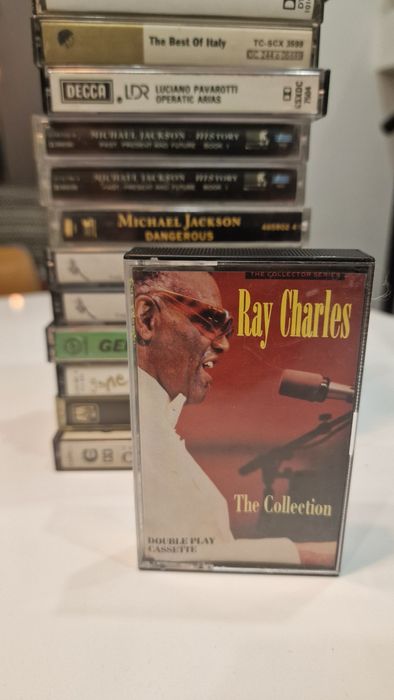 The Best Of Italy
TC-SCX 3598
DECCA
LDR
LUCIANO PAVAROTTI
OPERATIC ARIAS
MICHAEL JACKSON HISTORY
PAST PRESENT AND FUTURE BOOK I
MICHAEL JACKSON HISTORY
PAST PRESENT AND FUTURE BOOK I
MICHAEL JACKSON
DANGEROUS
GE
THE COLLECTOR SERIES
Ray Charles
The Collection
DOUBLE PLAY
CASSETTE